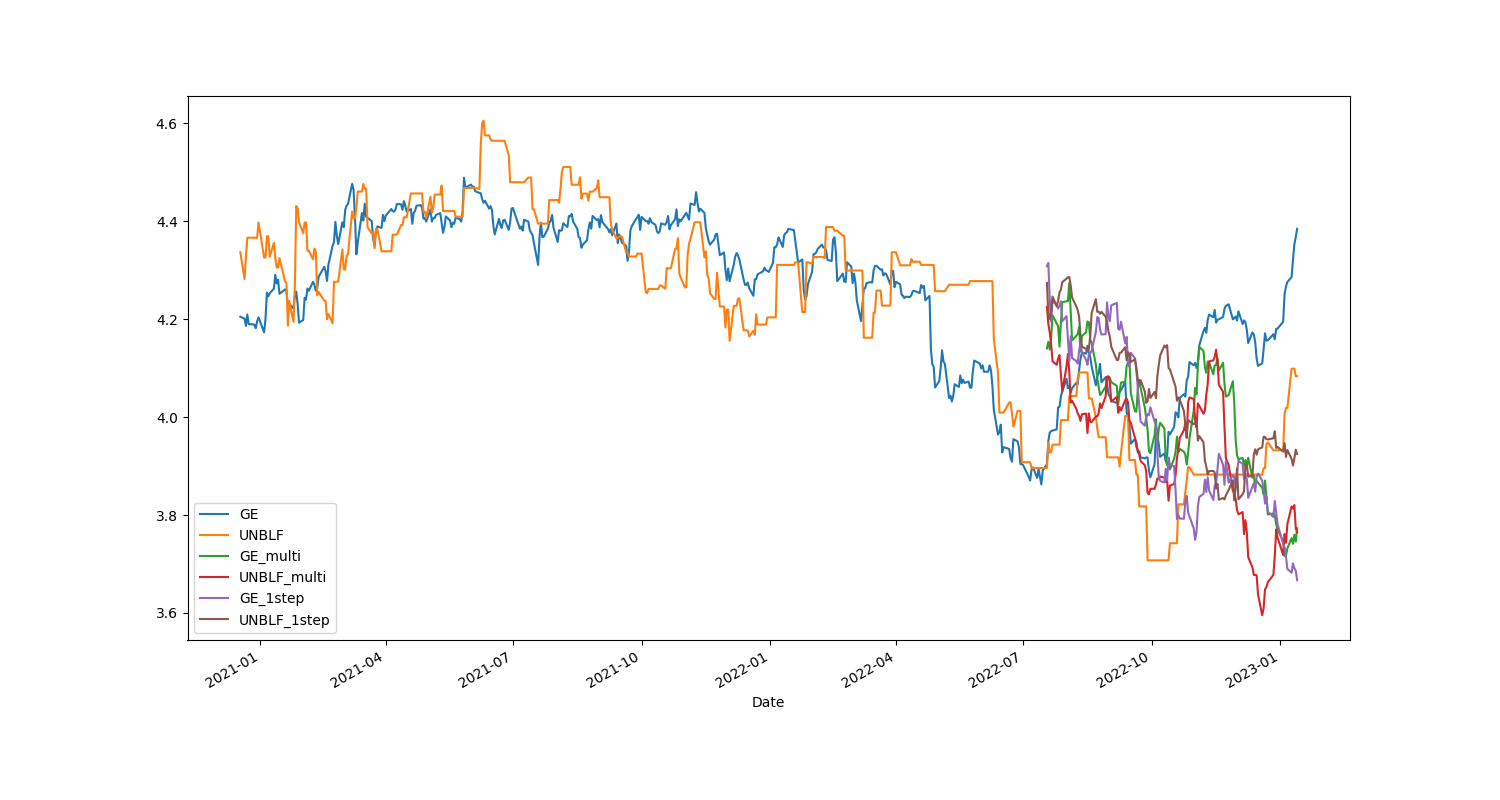 4.6
4.4
4.2
4.0
3.8
3.6
GE
UNBLF
GE_multi
UNBLF_multi
GE_1step
UNBLF_1step
2021-01
2021-04
2021-07
2021-10
2022-01
2022-04
2022-07
2022-10
2023-01
Date